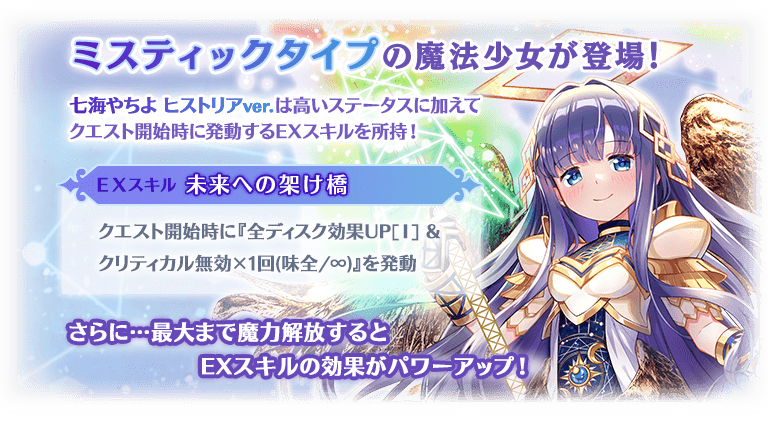 ミスティックタイプの魔法少女が登場!
七海やちよ ヒストリアver.は高いステータスに加えて
クエスト開始時に発動するEXスキルを所持!
EXスキル 未来への架け橋
クエスト開始時に『全ディスク効果UP[Ⅰ] &
クリティカル無効×1回(味全/∞)』を発動
さらに…最大まで魔力解放すると
EXスキルの効果がパワーアップ!